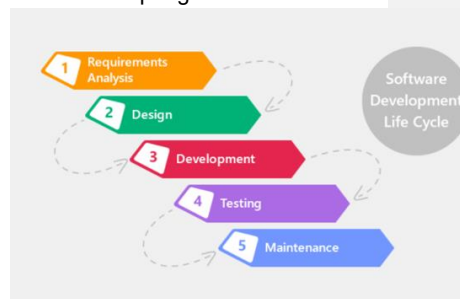 1
Requirements
Analysis
2
Design
3
Development
4
Testing
5
Maintenance
Software
Development
Life Cycle